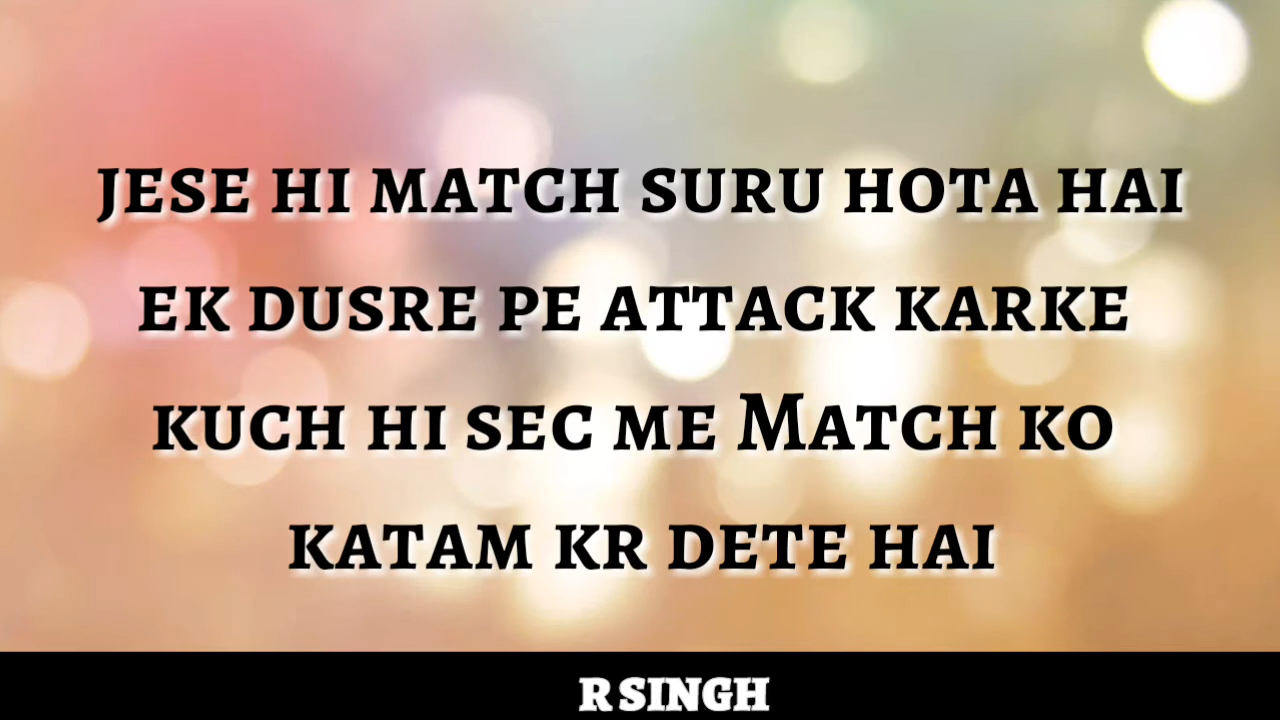 JESE HI MATCH SURU HOTA HAI
EK DUSRE PE ATTACK KARKE
KUCH HI SEC ME MATCH KO
KATAM KR DETE HAI
R SINGH